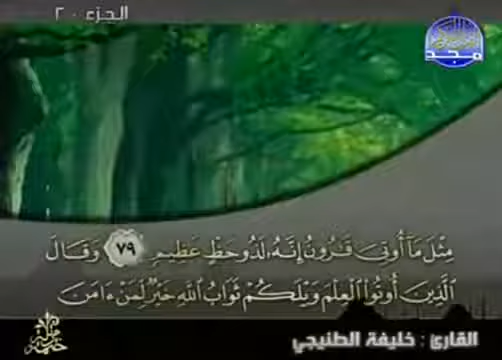 الجزء ٢٠
مجد
مِثْلَ مَآ أُوتِىَ قَـٰرُونُ إِنَّهُۥ لَذُو حَظٍّ عَظِيمٍ ٧٩ وَقَالَ
ٱلَّذِينَ أُوتُوا۟ ٱلْعِلْمَ وَيْلَكُمْ ثَوَابُ ٱللَّهِ خَيْرٌ لِّمَنْ ءَامَنَ
القارئ : خليفة الطنيجي